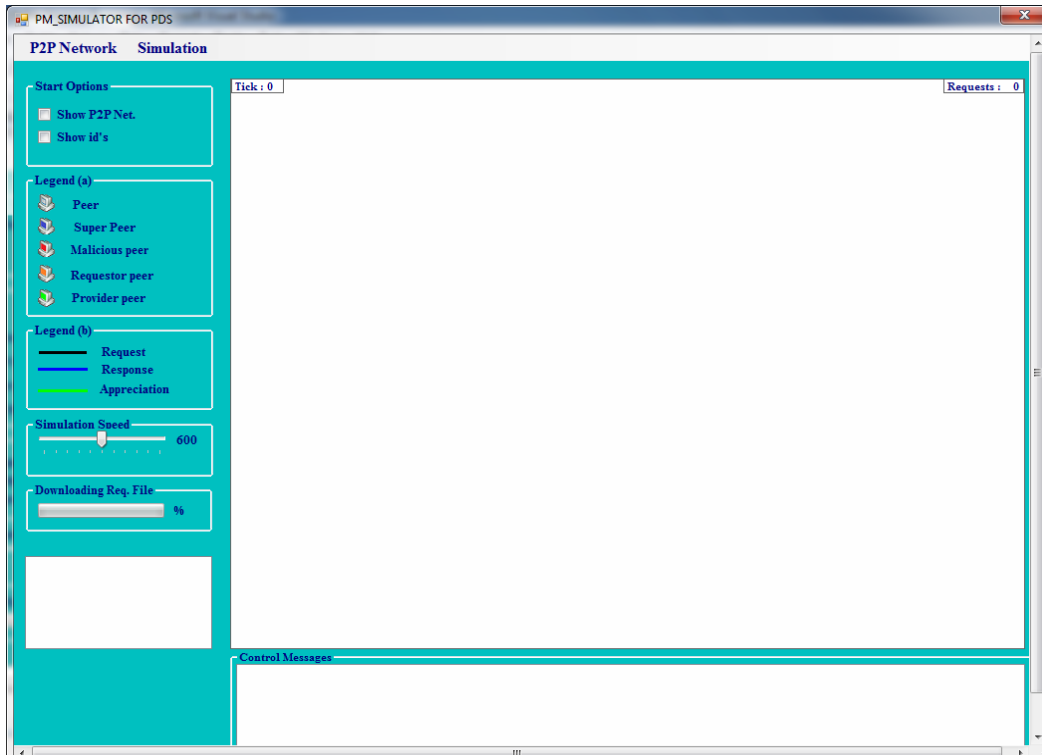 PM_SIMULATOR FOR PDS
P2P Network Simulation
Start Options
Show P2P Net.
Show id's
Legend (a)
Peer
Super Peer
Malicious peer
Requestor peer
Provider peer
Legend (b)
Request
Response
Appreciation
Simulation Speed
600
Downloading Req. File
%
Tick : 0
Requests : 0
Control Messages